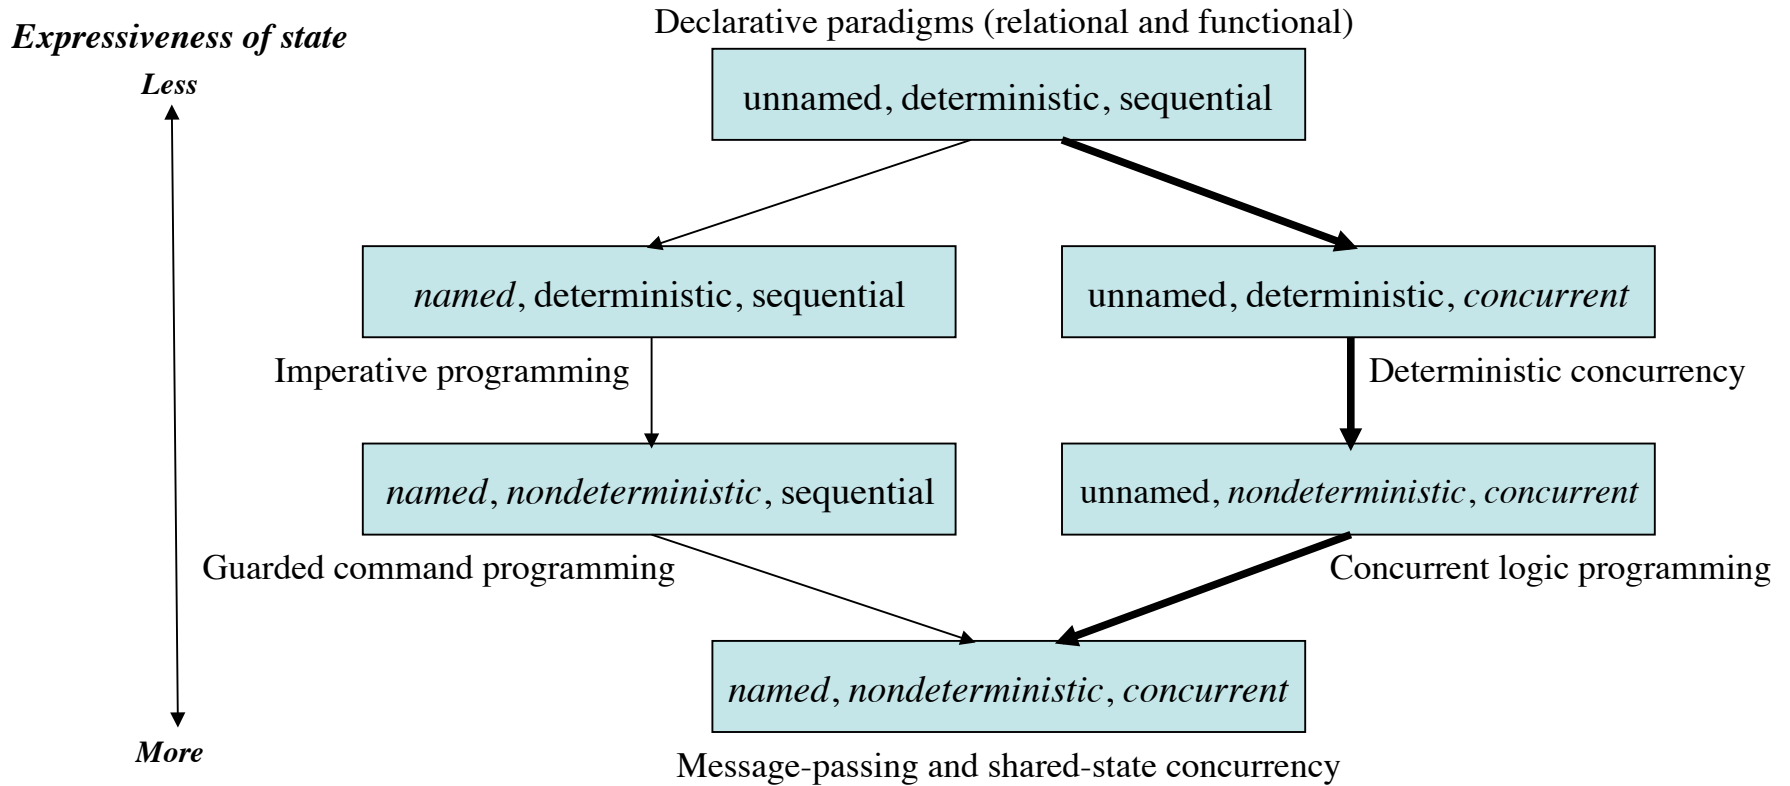 Declarative paradigms (relational and functional)
Expressiveness of state
Less
unnamed, deterministic, sequential
named, deterministic, sequential
unnamed, deterministic, concurrent
Imperative programming
Deterministic concurrency
named, nondeterministic, sequential
unnamed, nondeterministic, concurrent
Guarded command programming
Concurrent logic programming
named, nondeterministic, concurrent
More
Message-passing and shared-state concurrency